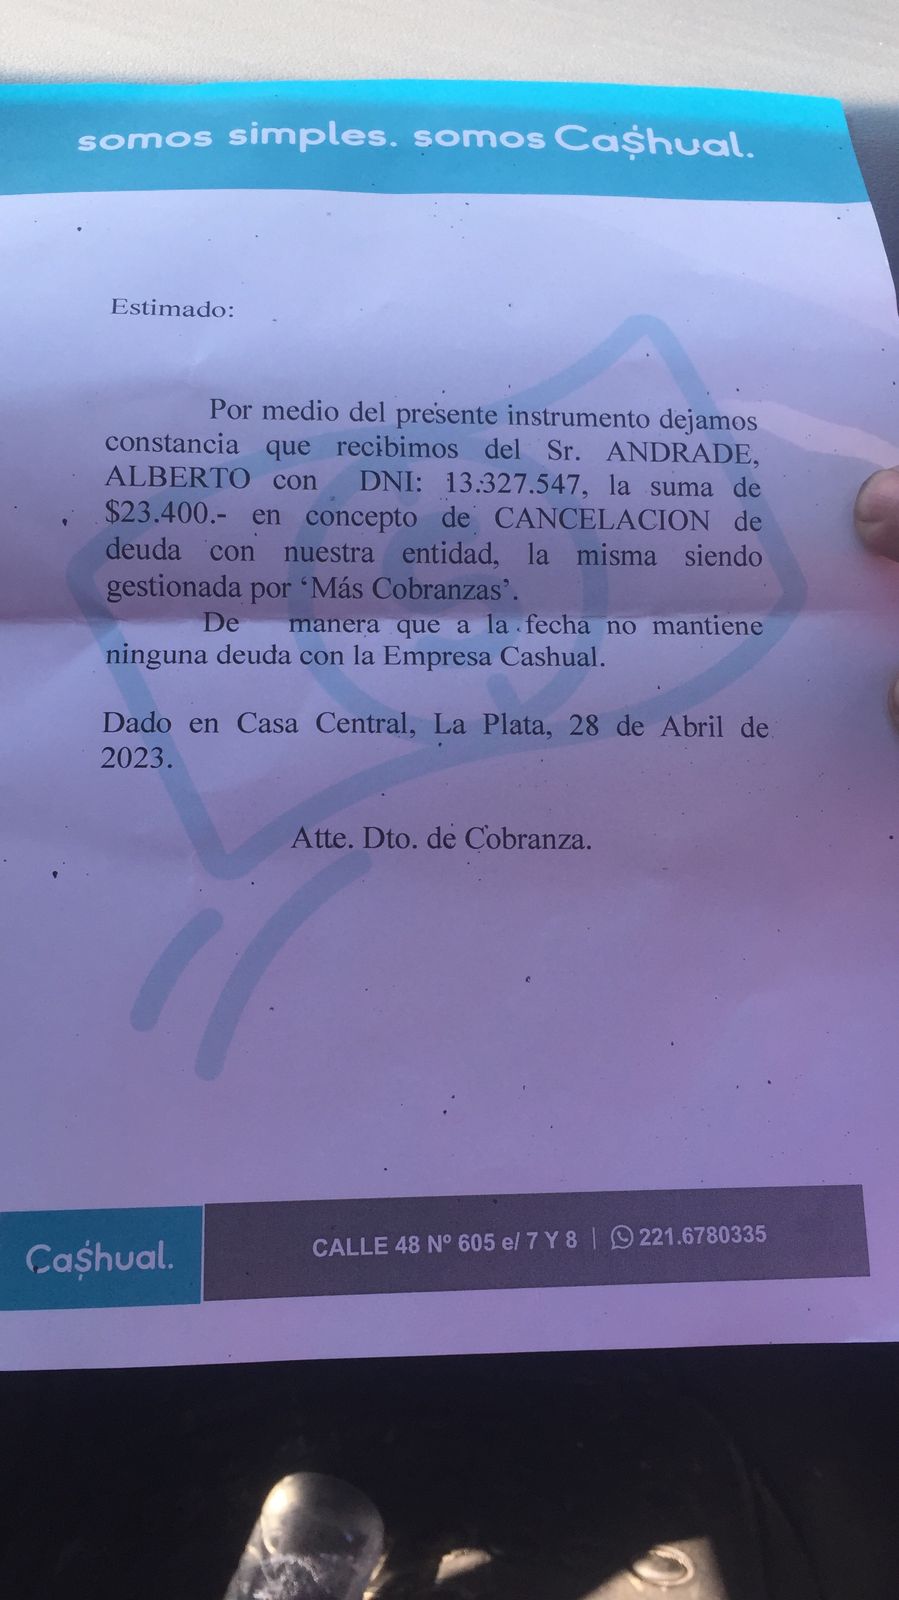 somos simples. somos Ca$hual.
Estimado:
Por medio del presente instrumento dejamos
constancia que recibimos del Sr. ANDRADE,
ALBERTO con DNI: 13.327.547, la suma de
$23.400.- en concepto de CANCELACION de
deuda con nuestra entidad, la misma siendo
gestionada por ‘Más Cobranzas’.
De manera que a la fecha no mantiene
ninguna deuda con la Empresa Cashual.
Dado en Casa Central, La Plata, 28 de Abril de
2023.
Atte. Dto. de Cobranza.
Ca$hual.
CALLE 48 Nº 605 e/ 7 Y 8 | 221.6780335